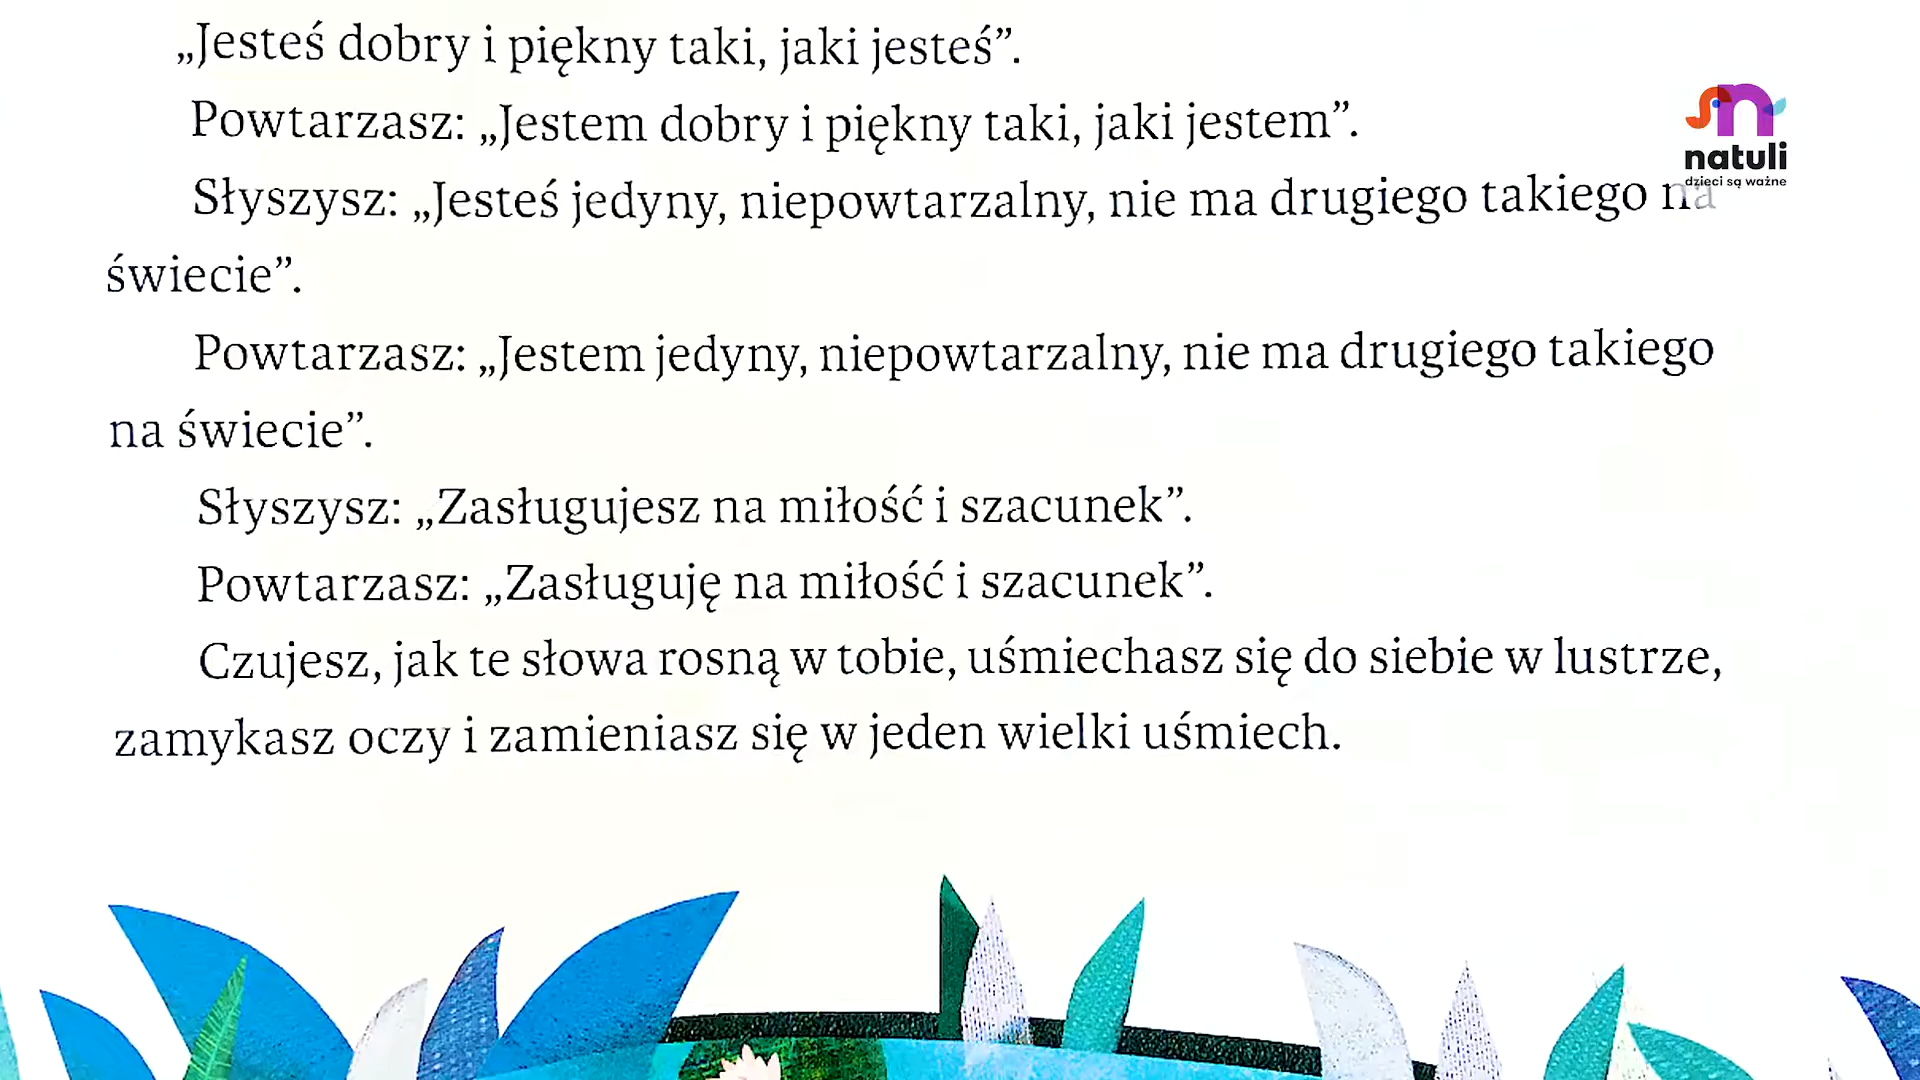 „Jesteś dobry i piękny taki, jaki jesteś”.
Powtarzasz: „Jestem dobry i piękny taki, jaki jestem”.
natuli
dzieci są ważne
Słyszysz: „Jesteś jedyny, niepowtarzalny, nie ma drugiego takiego na
świecie”.
Powtarzasz: „Jestem jedyny, niepowtarzalny, nie ma drugiego takiego
na świecie”.
Słyszysz: „Zasługujesz na miłość i szacunek”.
Powtarzasz: „Zasługuję na miłość i szacunek”.
Czujesz, jak te słowa rosną w tobie, uśmiechasz się do siebie w lustrze,
zamykasz oczy i zamieniasz się w jeden wielki uśmiech.